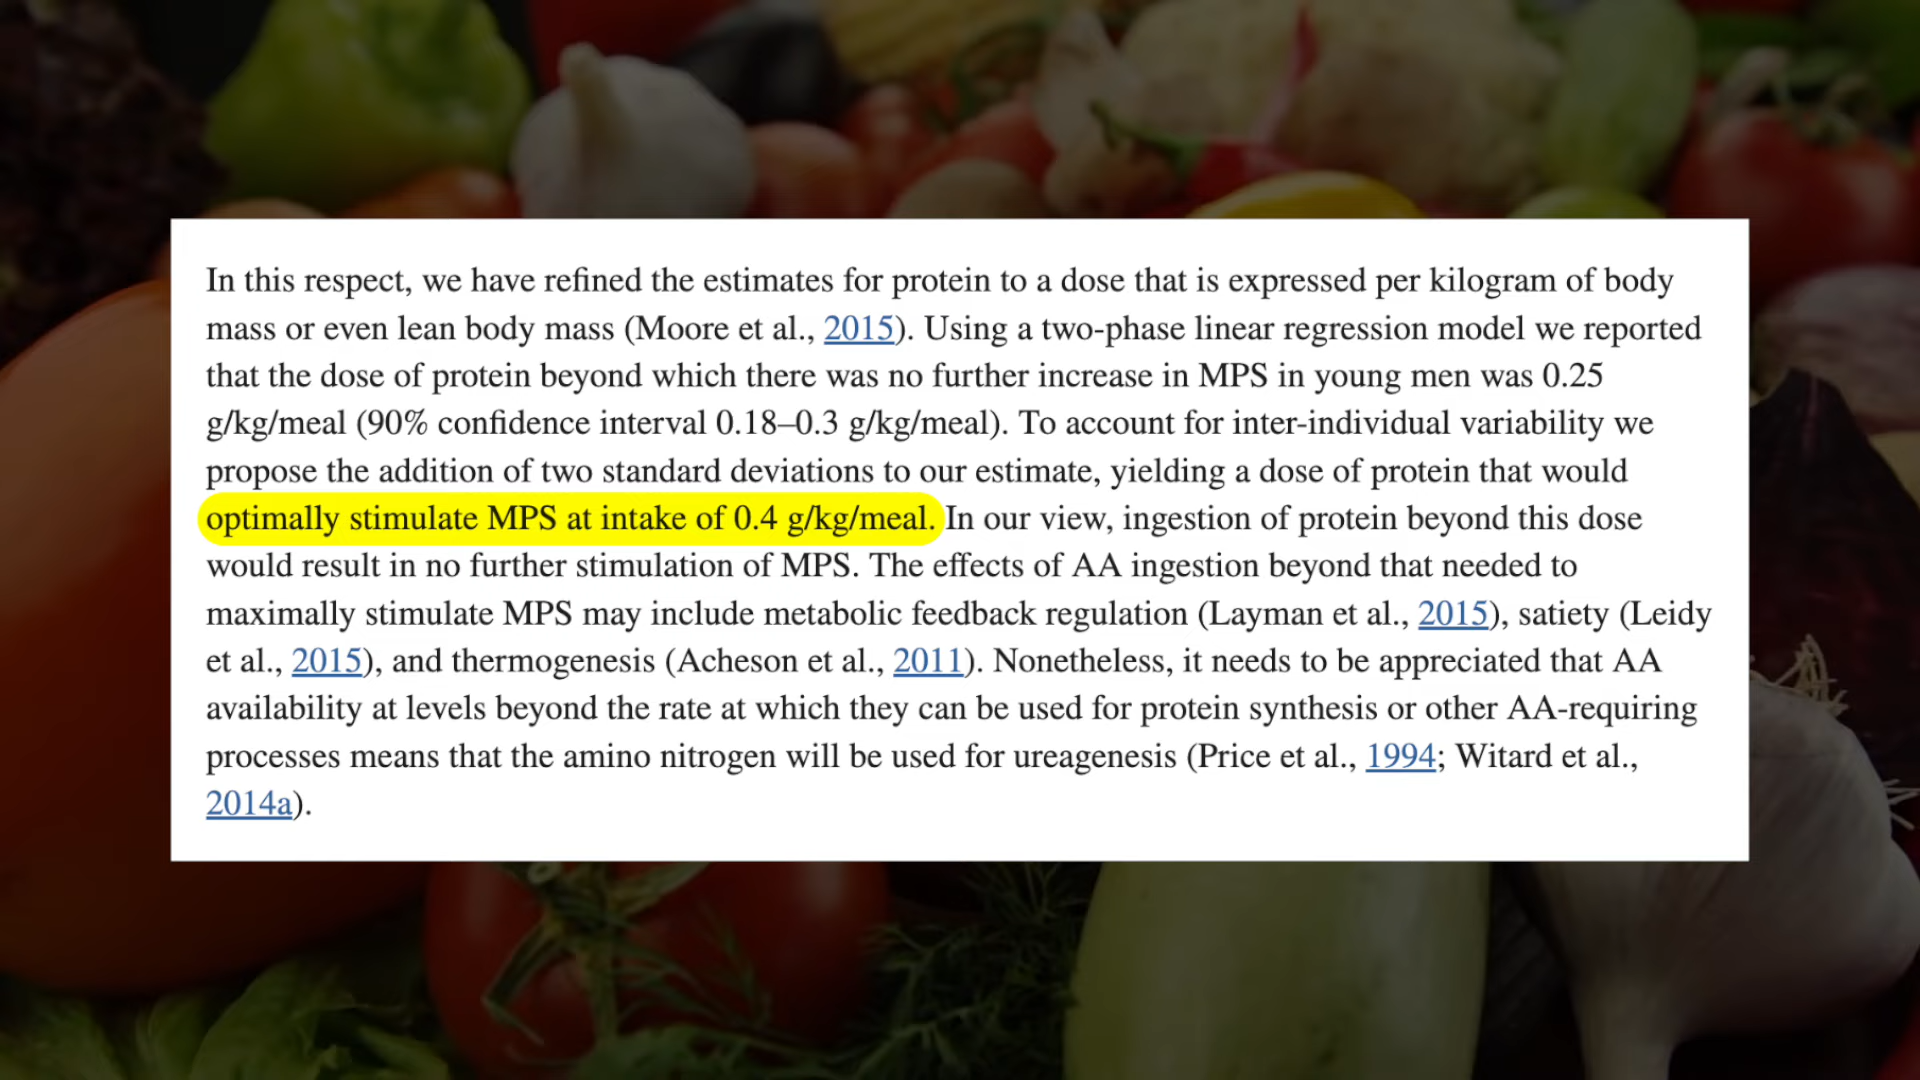 In this respect, we have refined the estimates for protein to a dose that is expressed per kilogram of body
mass or even lean body mass (Moore et al., 2015). Using a two-phase linear regression model we reported
that the dose of protein beyond which there was no further increase in MPS in young men was 0.25
g/kg/meal (90% confidence interval 0.18–0.3 g/kg/meal). To account for inter-individual variability we
propose the addition of two standard deviations to our estimate, yielding a dose of protein that would
optimally stimulate MPS at intake of 0.4 g/kg/meal. In our view, ingestion of protein beyond this dose
would result in no further stimulation of MPS. The effects of AA ingestion beyond that needed to
maximally stimulate MPS may include metabolic feedback regulation (Layman et al., 2015), satiety (Leidy
et al., 2015), and thermogenesis (Acheson et al., 2011). Nonetheless, it needs to be appreciated that AA
availability at levels beyond the rate at which they can be used for protein synthesis or other AA-requiring
processes means that the amino nitrogen will be used for ureagenesis (Price et al., 1994; Witard et al.,
2014a).